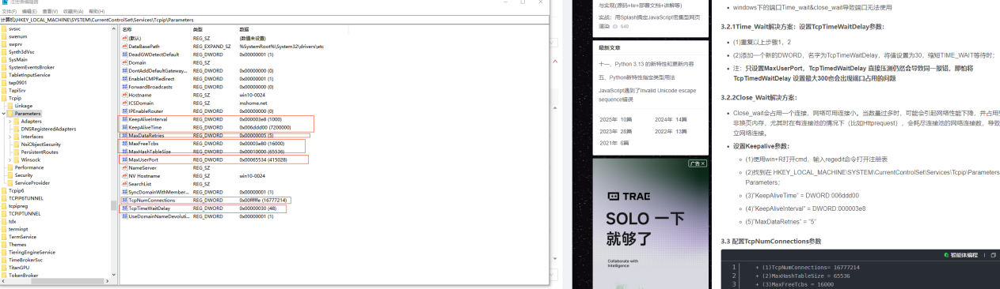 注册表编辑器
文件(F) 编辑(E) 查看(V) 收藏夹(A) 帮助(H)
计算机\HKEY_LOCAL_MACHINE\SYSTEM\CurrentControlSet\Services\Tcpip\Parameters
svsvc
swenum
swprv
Synth3dVsc
SysMain
SystemEventsBroker
TabletInputService
tap0901
TapiSrv
Tcpip
Linkage
Parameters
Adapters
DNSRegisteredAdapters
Interfaces
NsiObjectSecurity
PersistentRoutes
Winsock
Performance
Security
ServiceProvider
Tcpip6
TCPIP6TUNNEL
tcpipreg
TCPIPTUNNEL
tdx
terminpt
TermService
Themes
TieringEngineService
TimeBrokerSvc
TitanGPU
TokenBroker
名称 类型 数据
(默认) REG_SZ (数值未设置)
DataBasePath REG_EXPAND_SZ %SystemRoot%\System32\drivers\etc
DeadGWDetectDefault REG_DWORD 0x00000001 (1)
Domain REG_SZ
DontAddDefaultGateway... REG_DWORD 0x00000000 (0)
EnableICMPRedirect REG_DWORD 0x00000001 (1)
ForwardBroadcasts REG_DWORD 0x00000000 (0)
Hostname REG_SZ win10-0024
ICSDomain REG_SZ mshome.net
IPEnableRouter REG_DWORD 0x00000000 (0)
KeepAliveInterval REG_DWORD 0x000003e8 (1000)
KeepAliveTime REG_DWORD 0x006ddd00 (7200000)
MaxDataRetries REG_DWORD 0x00000005 (5)
MaxFreeTcbs REG_DWORD 0x00003e80 (16000)
MaxHashTableSize REG_DWORD 0x00010000 (65536)
MaxUserPort REG_DWORD 0x00065534 (415028)
NameServer REG_SZ
NV Hostname REG_SZ win10-0024
SearchList REG_SZ
SyncDomainWithMember... REG_DWORD 0x00000001 (1)
TcpNumConnections REG_DWORD 0x00fffffe (16777214)
TcpTimeWaitDelay REG_DWORD 0x00000030 (48)
UseDomainNameDevoluti... REG_DWORD 0x00000001 (1)
与实现(源码+lw+部署文档+讲解等)
实战：用Splash搞定JavaScript密集型网页
渲染 940
最新文章
十一、Python 3.13 的新特性和更新内容
五、Python新特性指定类型用法
JavaScript遇到了Invalid Unicode escape
sequence错误
2025年 10篇 2024年 14篇
2023年 26篇 2022年 13篇
2021年 6篇
广告
TRAE
SOLO 一下
就够了
Collaborate with
Intelligence
windows下的端口Time_wait&close_wait导致端口无法使用
3.2.1Time_Wait解决方案：设置TcpTimeWaitDelay参数：
(1)重复以上步骤1，2
(2)添加一个新的DWORD，名字为TcpTimeWaitDelay，将值设置为30，缩短TIME_WAIT等待时；
注：只设置MaxUserPort，TcpTimedWaitDelay 直接压测仍然会导致同一报错，那怕将
TcpTimedWaitDelay 设置最大300也会出现端口占用的问题
3.2.2Close_Wait解决方案：
Close_wait会占用一个连接，网络可用连接小。当数量过多时，可能会引起网络性能下降，并占用
非换页内存，尤其时在有连接池的情况下（比如Httprequest），会耗尽连接池的网络连接数，导致
立网络连接。
设置Keepalive参数：
(1)使用win+R打开cmd，输入regedit会令打开注册表
(2)找到在 HKEY_LOCAL_MACHINE\SYSTEM\CurrentControlSet\Services\Tcpip\Parameters
Parameters；
(3)"KeepAliveTime" = DWORD:006ddd00
(4)"KeepAliveInterval" = DWORD:000003e8
(5)"MaxDataRetries" = "5"
3.3 配置TcpNumConnections参数
智能体编程
1 + (1)TcpNumConnections= 16777214
2 + (2)MaxHashTableSize = 65536
3 + (3)MaxFreeTcbs = 16000